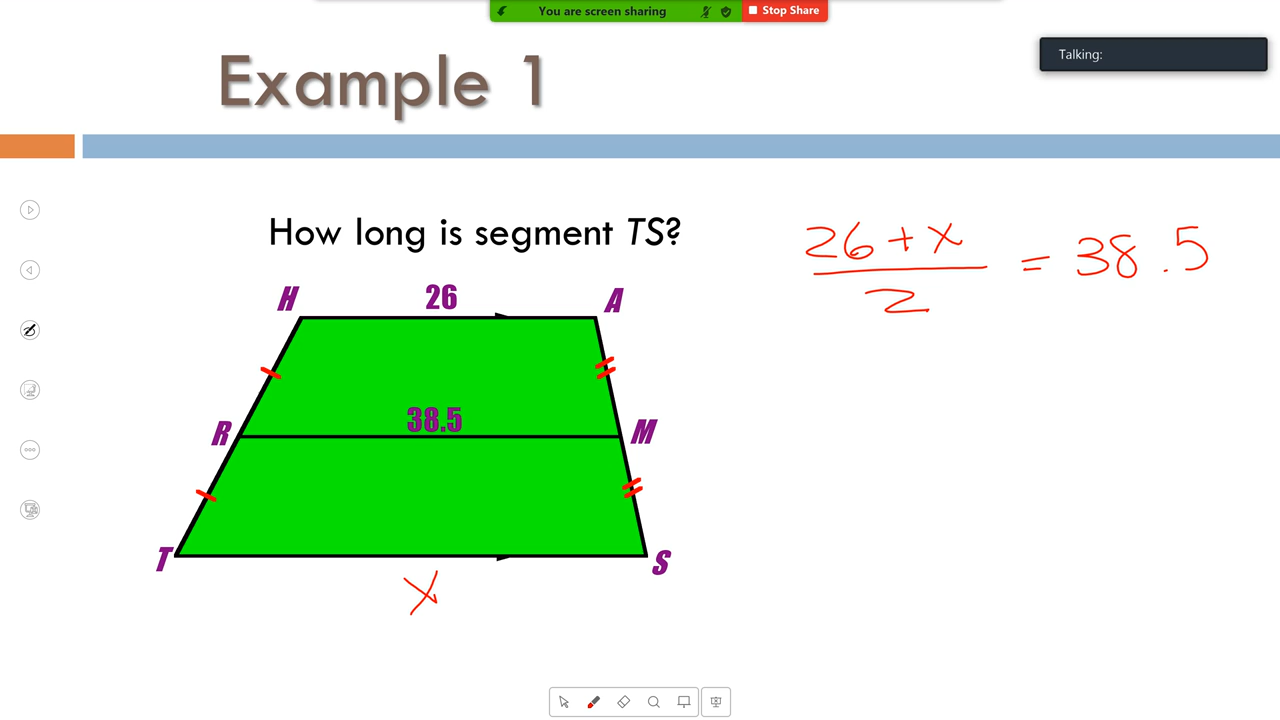 You are screen sharing
Stop Share
Talking:
Example 1
How long is segment TS?
26 + x
2
= 38.5
H
26
A
R
38.5
M
T
S
x